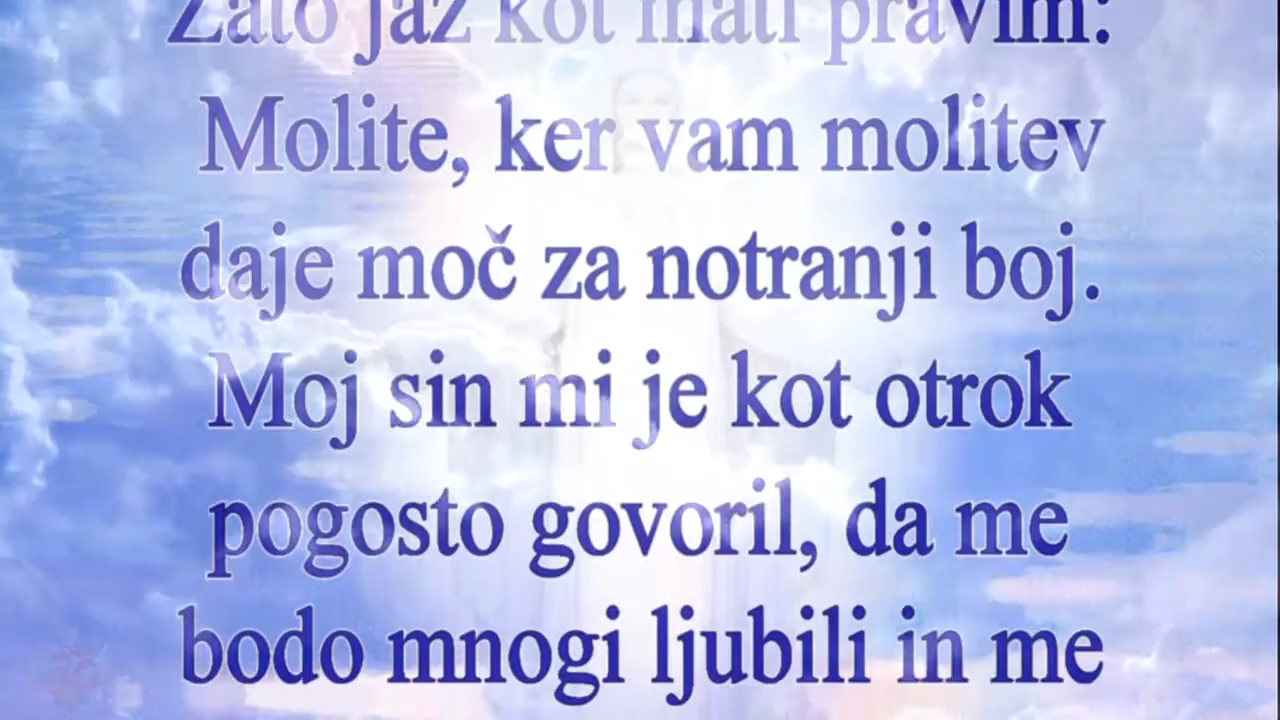 Zato jaz kot mati pravim:
Molite, ker vam molitev
daje moč za notranji boj.
Moj sin mi je kot otrok
pogosto govoril, da me
bodo mnogi ljubili in me